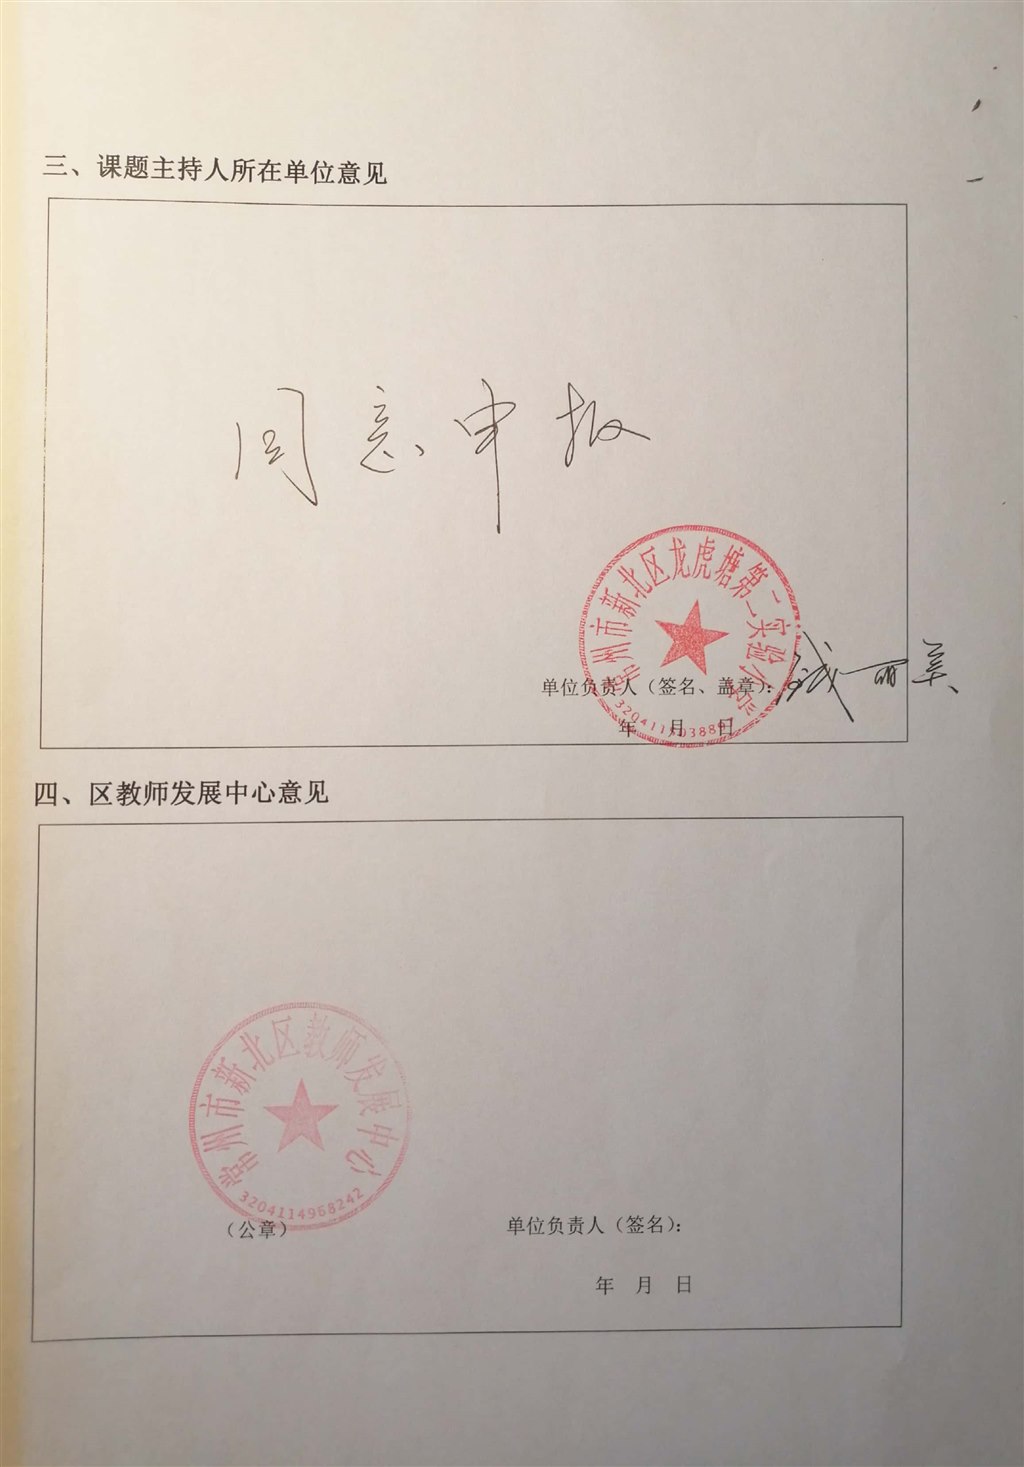 三、课题主持人所在单位意见
同意申报
常州市新北区龙虎塘第二实验小学
单位负责人（签名、盖章）：
年 月 日
四、区教师发展中心意见
常州市新北区教师发展中心
3204114968242
（公章）
单位负责人（签名）：
年 月 日